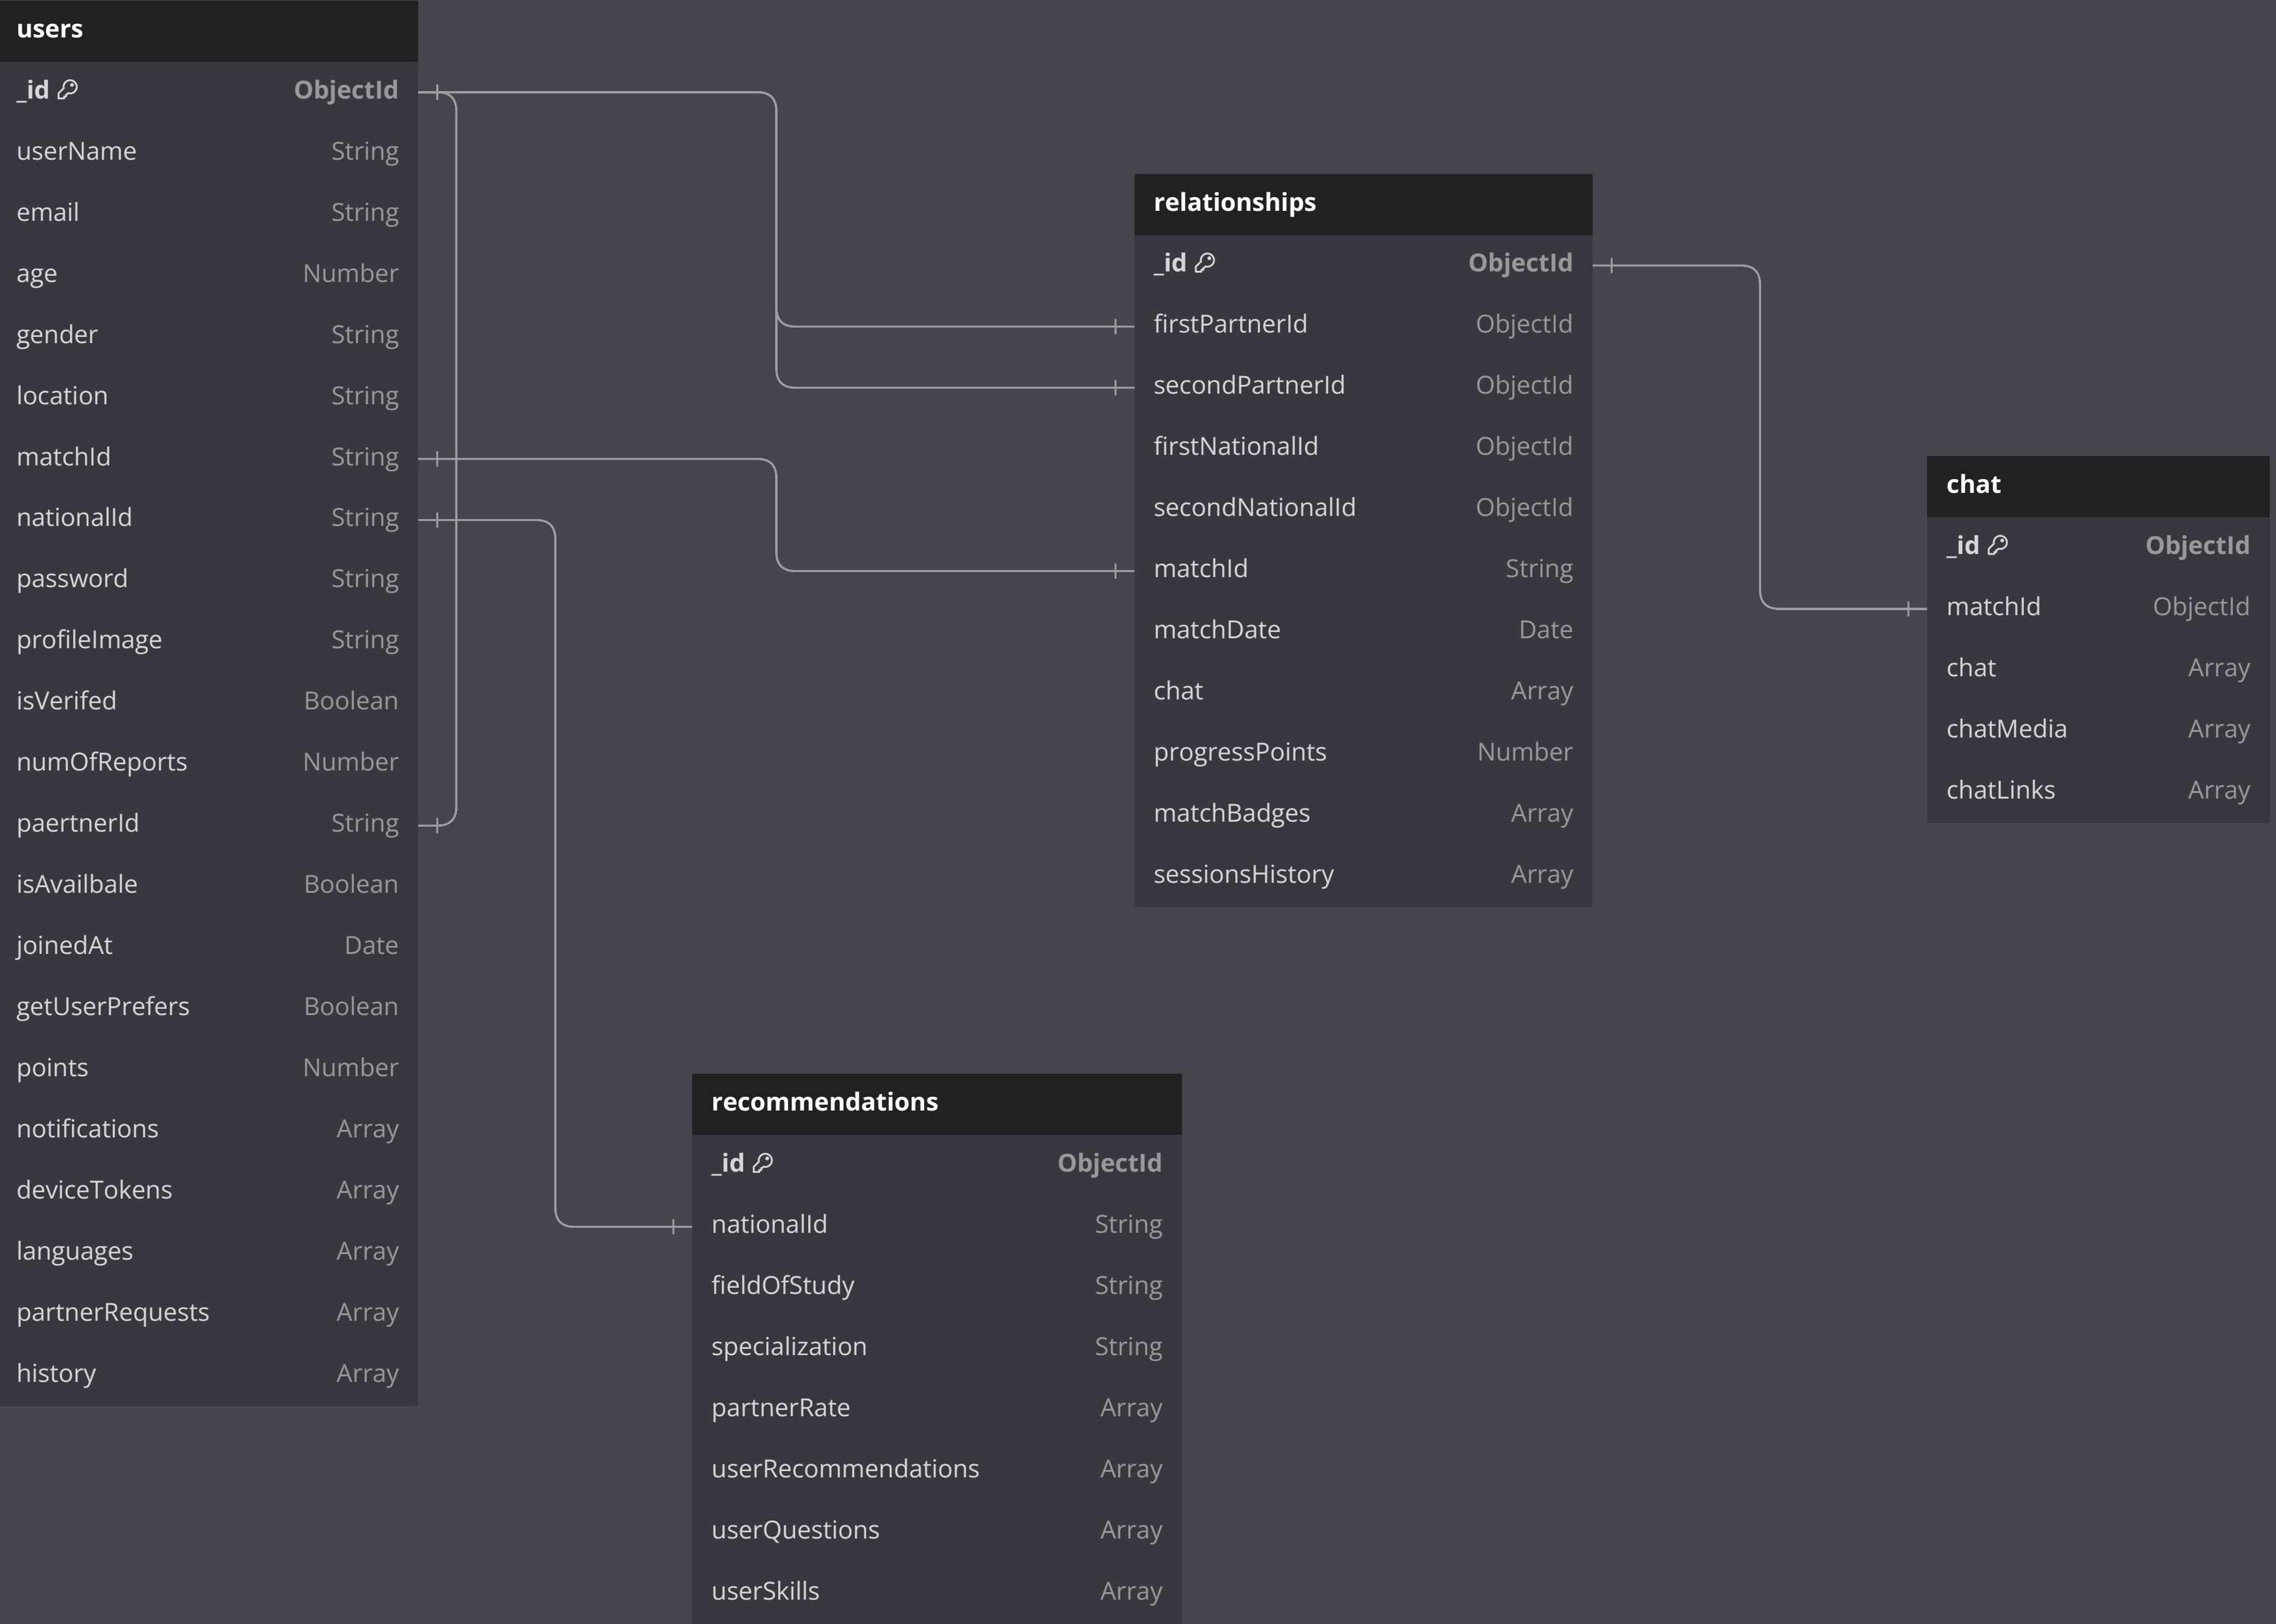 users
_id ObjectId
userName String
email String
age Number
gender String
location String
matchId String
nationalId String
password String
profileImage String
isVerifed Boolean
numOfReports Number
paertnerId String
isAvailbale Boolean
joinedAt Date
getUserPrefers Boolean
points Number
notifications Array
deviceTokens Array
languages Array
partnerRequests Array
history Array
relationships
_id ObjectId
firstPartnerId ObjectId
secondPartnerId ObjectId
firstNationalId ObjectId
secondNationalId ObjectId
matchId String
matchDate Date
chat Array
progressPoints Number
matchBadges Array
sessionsHistory Array
chat
_id ObjectId
matchId ObjectId
chat Array
chatMedia Array
chatLinks Array
recommendations
_id ObjectId
nationalId String
fieldOfStudy String
specialization String
partnerRate Array
userRecommendations Array
userQuestions Array
userSkills Array